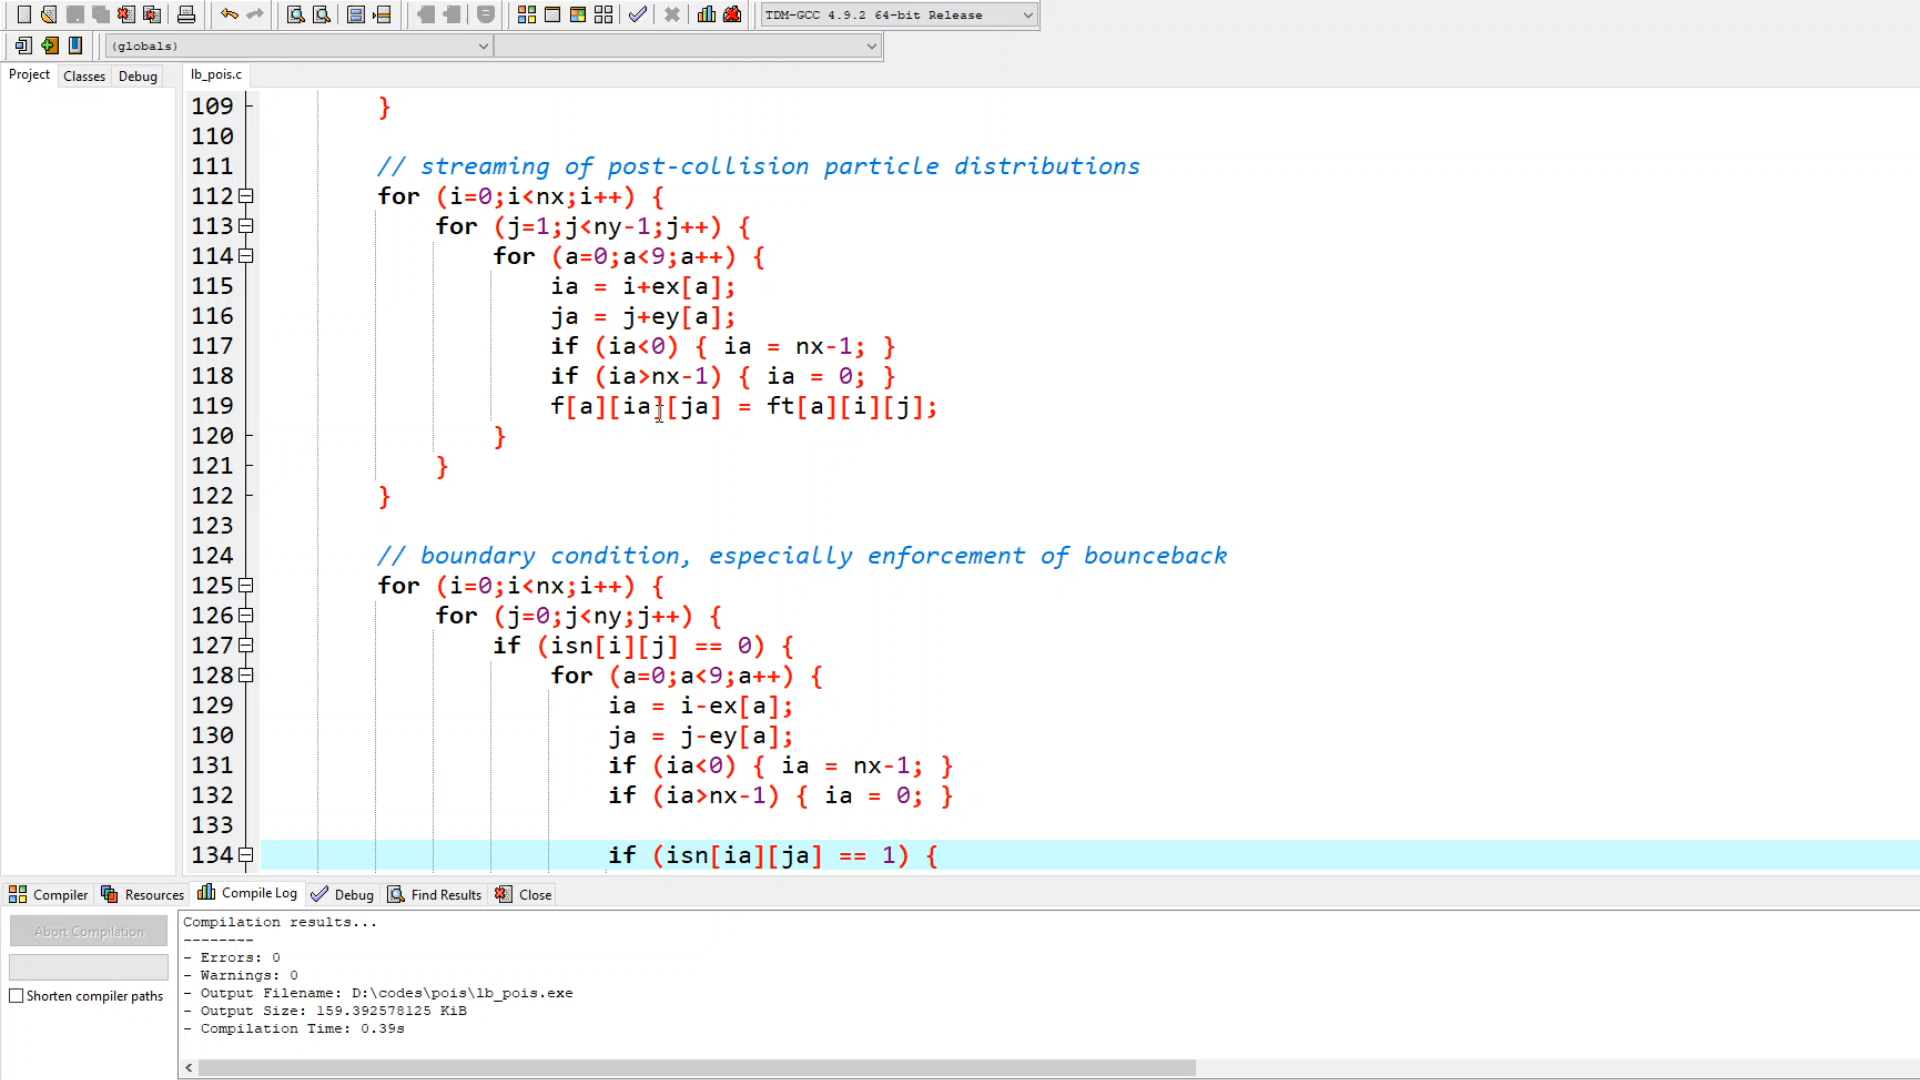 TDM-GCC 4.9.2 64-bit Release
(globals)
Project Classes Debug lb_pois.c
109 }
110
111 // streaming of post-collision particle distributions
112 for (i=0;i<nx;i++) {
113 for (j=1;j<ny-1;j++) {
114 for (a=0;a<9;a++) {
115 ia = i+ex[a];
116 ja = j+ey[a];
117 if (ia<0) { ia = nx-1; }
118 if (ia>nx-1) { ia = 0; }
119 f[a][ia][ja] = ft[a][i][j];
120 }
121 }
122 }
123
124 // boundary condition, especially enforcement of bounceback
125 for (i=0;i<nx;i++) {
126 for (j=0;j<ny;j++) {
127 if (isn[i][j] == 0) {
128 for (a=0;a<9;a++) {
129 ia = i-ex[a];
130 ja = j-ey[a];
131 if (ia<0) { ia = nx-1; }
132 if (ia>nx-1) { ia = 0; }
133
134 if (isn[ia][ja] == 1) {
Compiler Resources Compile Log Debug Find Results Close
Abort Compilation
Shorten compiler paths
Compilation results...
--------
- Errors: 0
- Warnings: 0
- Output Filename: D:\codes\pois\lb_pois.exe
- Output Size: 159.392578125 KiB
- Compilation Time: 0.39s